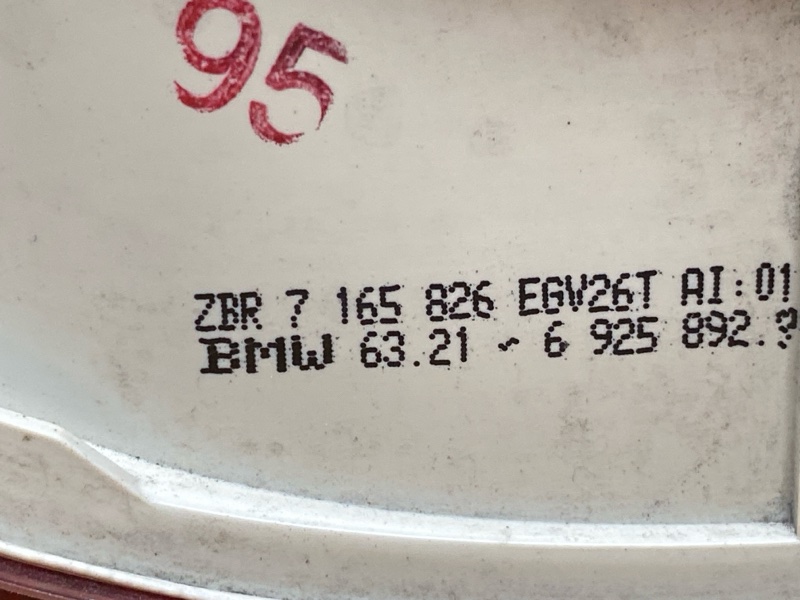 95
ZBR 7 165 826 EGV26T AI:01
BMW 63.21 - 6 925 892.